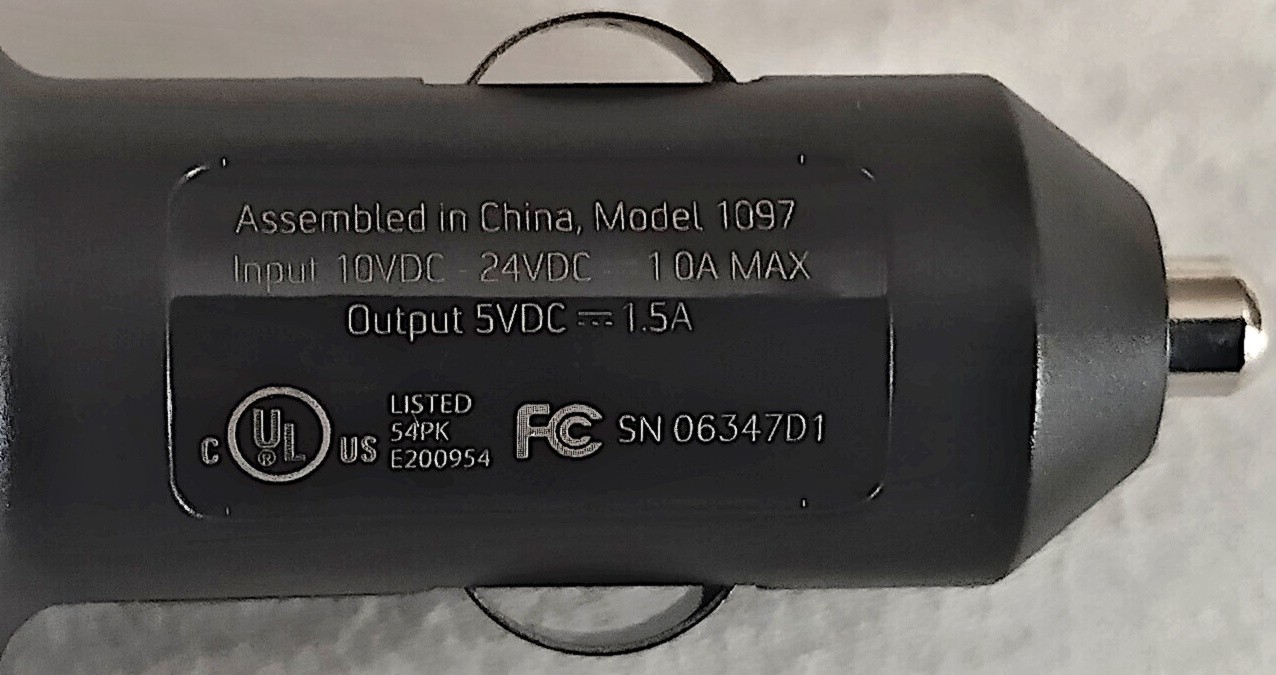 Assembled in China, Model 1097
Input 10VDC - 24VDC 1 0A MAX
Output 5VDC ⎓ 1.5A
C UL ® US
LISTED
54PK
E200954
FC SN 06347D1